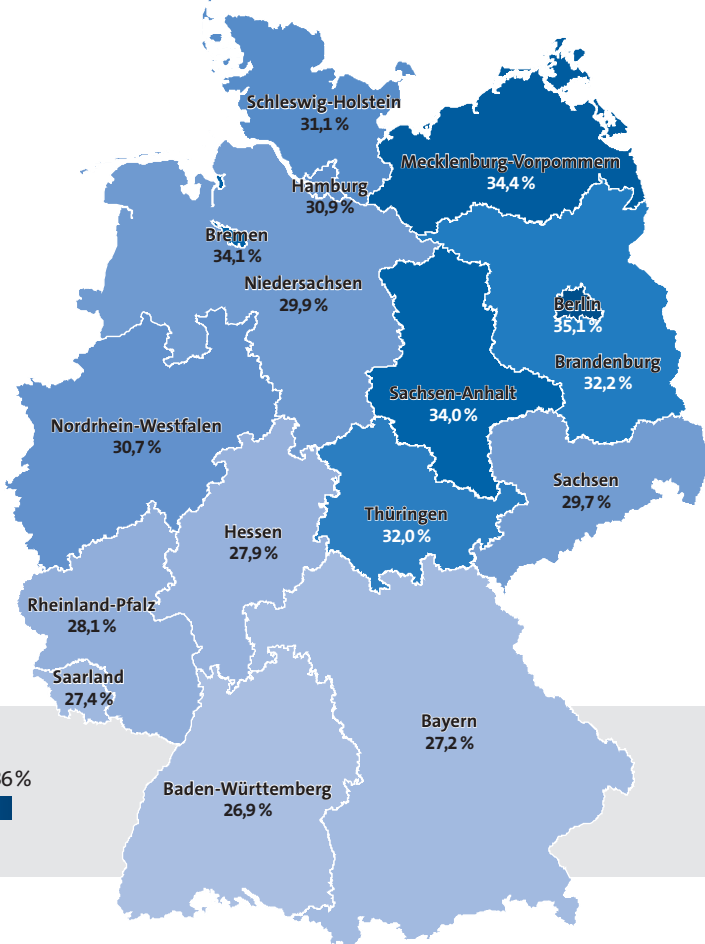 Schleswig-Holstein
31,1 %
Mecklenburg-Vorpommern
34,4 %
Hamburg
30,9 %
Bremen
34,1 %
Niedersachsen
29,9 %
Berlin
35,1 %
Brandenburg
32,2 %
Sachsen-Anhalt
34,0 %
Nordrhein-Westfalen
30,7 %
Sachsen
29,7 %
Thüringen
32,0 %
Hessen
27,9 %
Rheinland-Pfalz
28,1 %
Saarland
27,4 %
Bayern
27,2 %
6 %
Baden-Württemberg
26,9 %